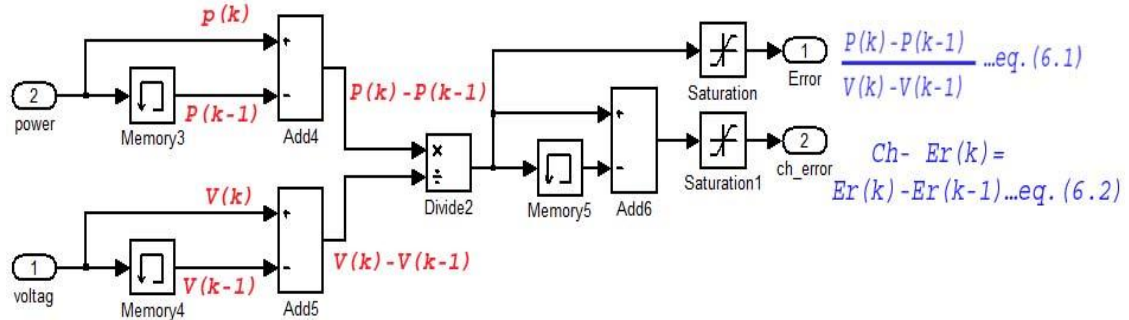 p(k)
2
power
Memory3
P(k-1)
+
-
Add4
P(k)-P(k-1)
V(k)
1
voltag
Memory4
V(k-1)
+
-
Add5
V(k)-V(k-1)
×
÷
Divide2
Memory5
+
-
Add6
Saturation
1
Error
Saturation1
2
ch_error
P(k)-P(k-1)
V(k)-V(k-1)
…eq.(6.1)
Ch- Er(k)=
Er(k)-Er(k-1)…eq.(6.2)